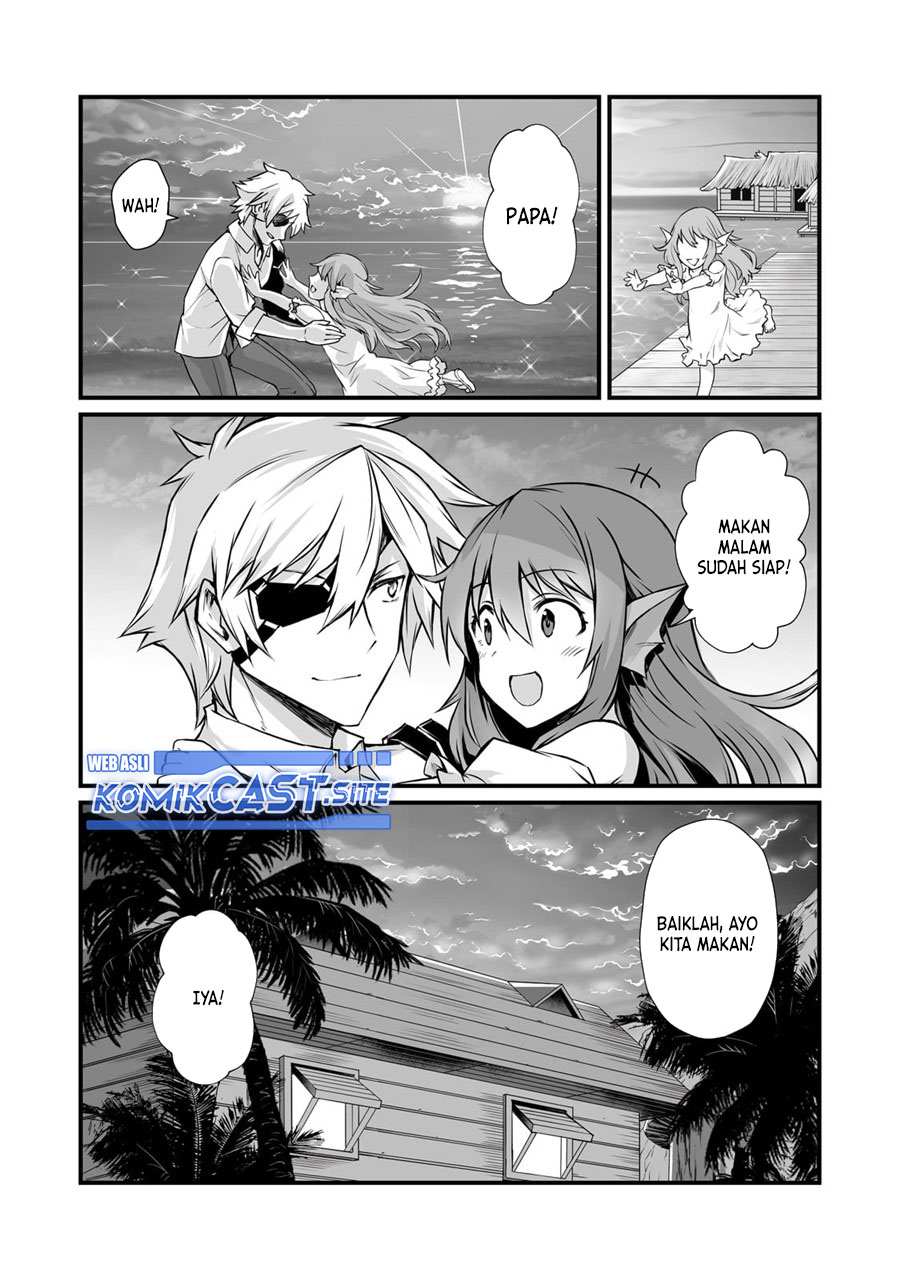 PAPA!
WAH!
MAKAN
MALAM
SUDAH SIAP!
WEB ASLI
KOMIKCAST.SITE
BAIKLAH, AYO
KITA MAKAN!
IYA!